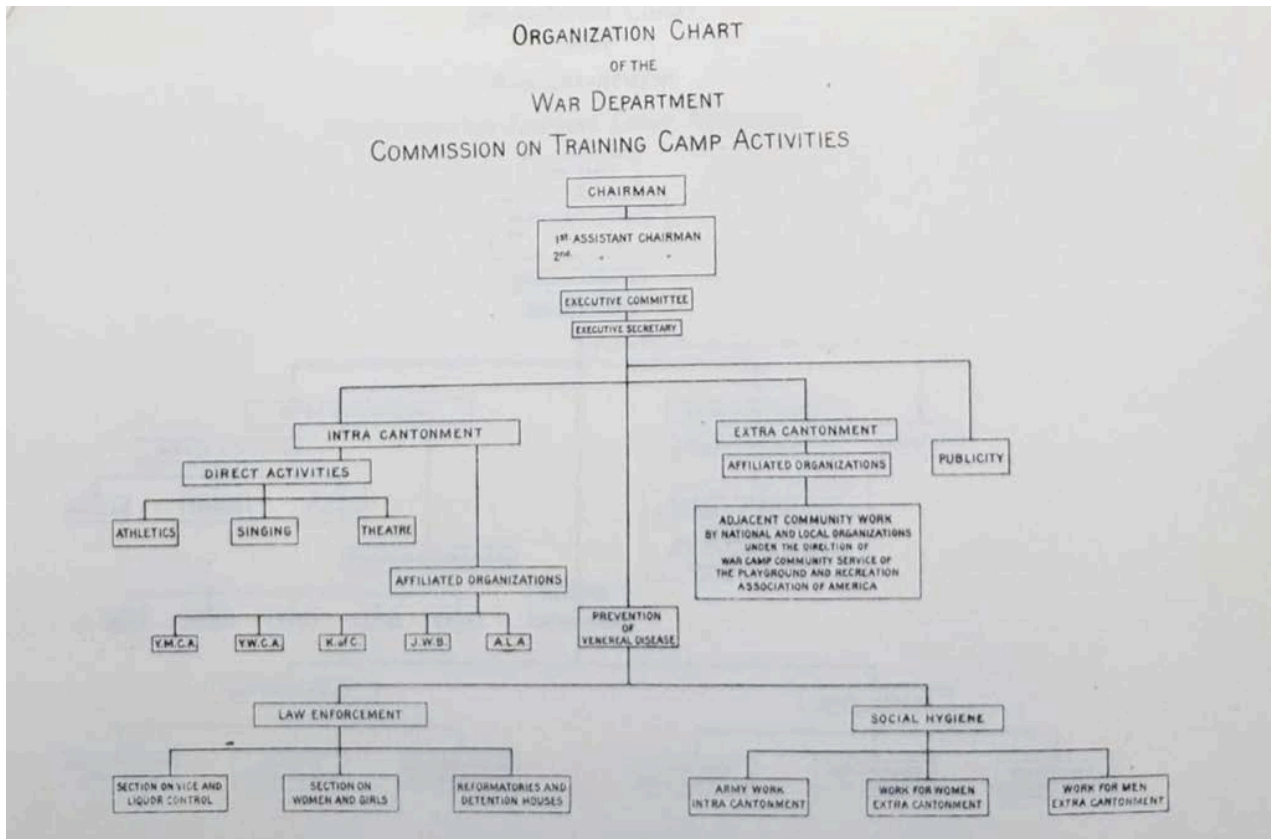 ORGANIZATION CHART
OF THE
WAR DEPARTMENT
COMMISSION ON TRAINING CAMP ACTIVITIES
CHAIRMAN
1st ASSISTANT CHAIRMAN
2nd " "
EXECUTIVE COMMITTEE
EXECUTIVE SECRETARY
INTRA CANTONMENT
EXTRA CANTONMENT
PUBLICITY
DIRECT ACTIVITIES
AFFILIATED ORGANIZATIONS
ATHLETICS
SINGING
THEATRE
ADJACENT COMMUNITY WORK
BY NATIONAL AND LOCAL ORGANIZATIONS
UNDER THE DIRECTION OF
WAR CAMP COMMUNITY SERVICE OF
THE PLAYGROUND AND RECREATION
ASSOCIATION OF AMERICA
AFFILIATED ORGANIZATIONS
Y.M.C.A.
Y.W.C.A.
K. of C.
J.W.B.
A.L.A.
PREVENTION
OF
VENEREAL DISEASE
LAW ENFORCEMENT
SOCIAL HYGIENE
SECTION ON VICE AND
LIQUOR CONTROL
SECTION ON
WOMEN AND GIRLS
REFORMATORIES AND
DETENTION HOUSES
ARMY WORK
INTRA CANTONMENT
WORK FOR WOMEN
EXTRA CANTONMENT
WORK FOR MEN
EXTRA CANTONMENT